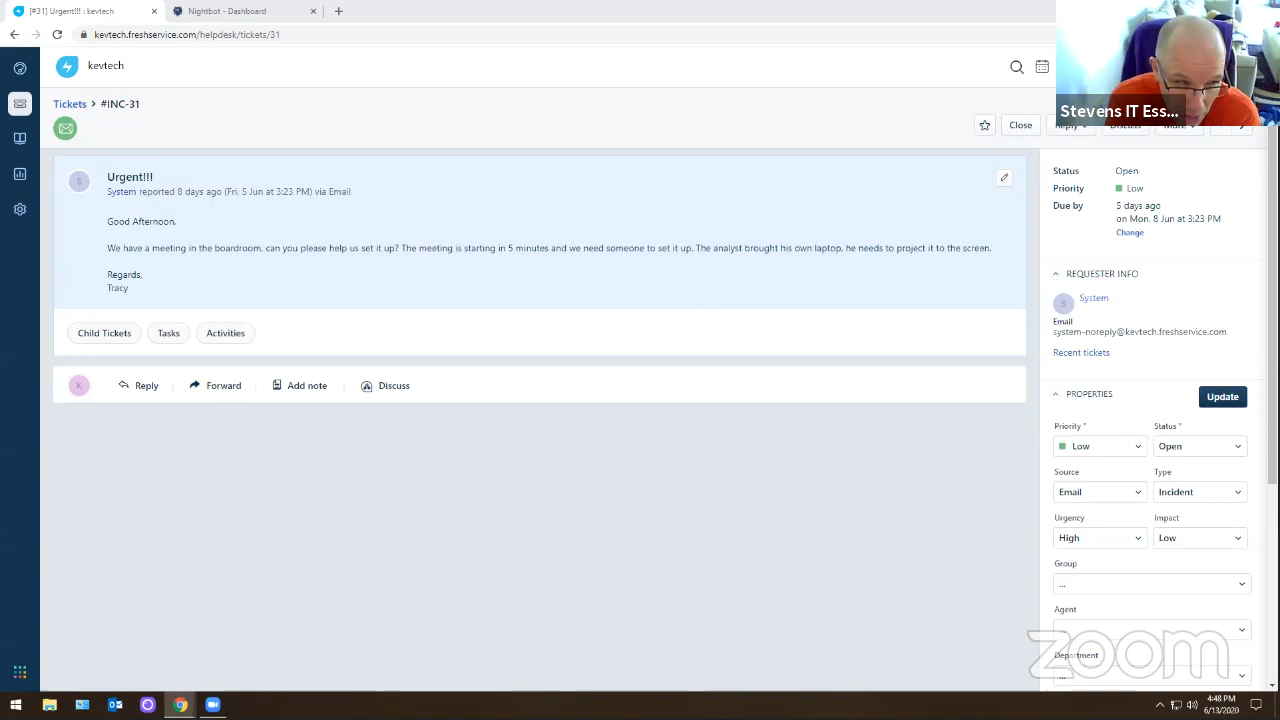 [#31] Urgent!!! : kevtech
Nightbot - Dashboard
kevtech.freshservice.com/helpdesk/tickets/31
kevtech
Tickets > #INC-31
Close
Reply
Discuss
More
Stevens IT Ess...
S
Urgent!!!
System reported 8 days ago (Fri, 5 Jun at 3:23 PM) via Email
Good Afternoon,
We have a meeting in the boardroom, can you please help us set it up? The meeting is starting in 5 minutes and we need someone to set it up. The analyst brought his own laptop, he needs to project it to the screen.
Regards,
Tracy
Child Tickets
Tasks
Activities
K
Reply
Forward
Add note
Discuss
Status Open
Priority Low
Due by 5 days ago
on Mon, 8 Jun at 3:23 PM
Change
REQUESTER INFO
S
System
Email
system-noreply@kevtech.freshservice.com
Recent tickets
PROPERTIES
Update
Priority * Status *
Low Open
Source Type
Email Incident
Urgency Impact
High Low
Group
...
Agent
...
Department
...
zoom
4:48 PM
6/13/2020